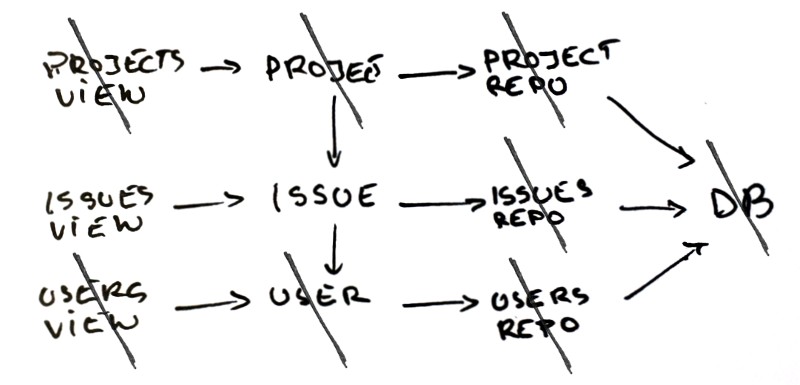 PROJECTS
VIEW
PROJECT
PROJECT
REPO
ISSUES
VIEW
ISSUE
ISSUES
REPO
DB
USERS
VIEW
USER
USERS
REPO